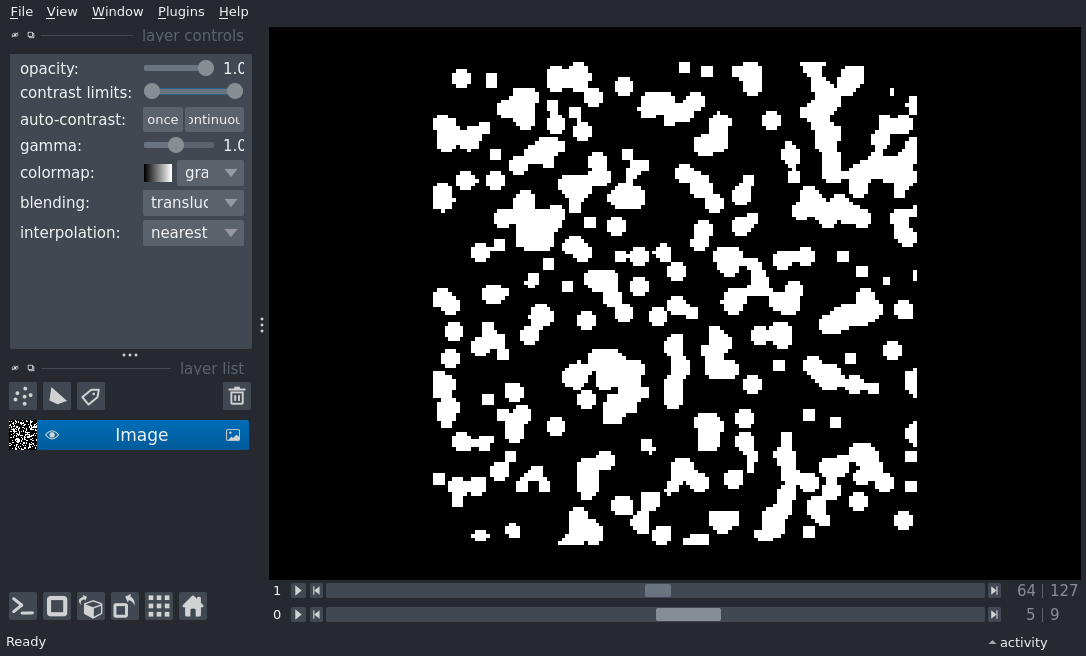 File View Window Plugins Help
layer controls
opacity: 1.0
contrast limits:
auto-contrast: once ontinuou
gamma: 1.0
colormap: gra
blending: transluc
interpolation: nearest
layer list
Image
1 64 | 127
0 5 | 9
Ready activity